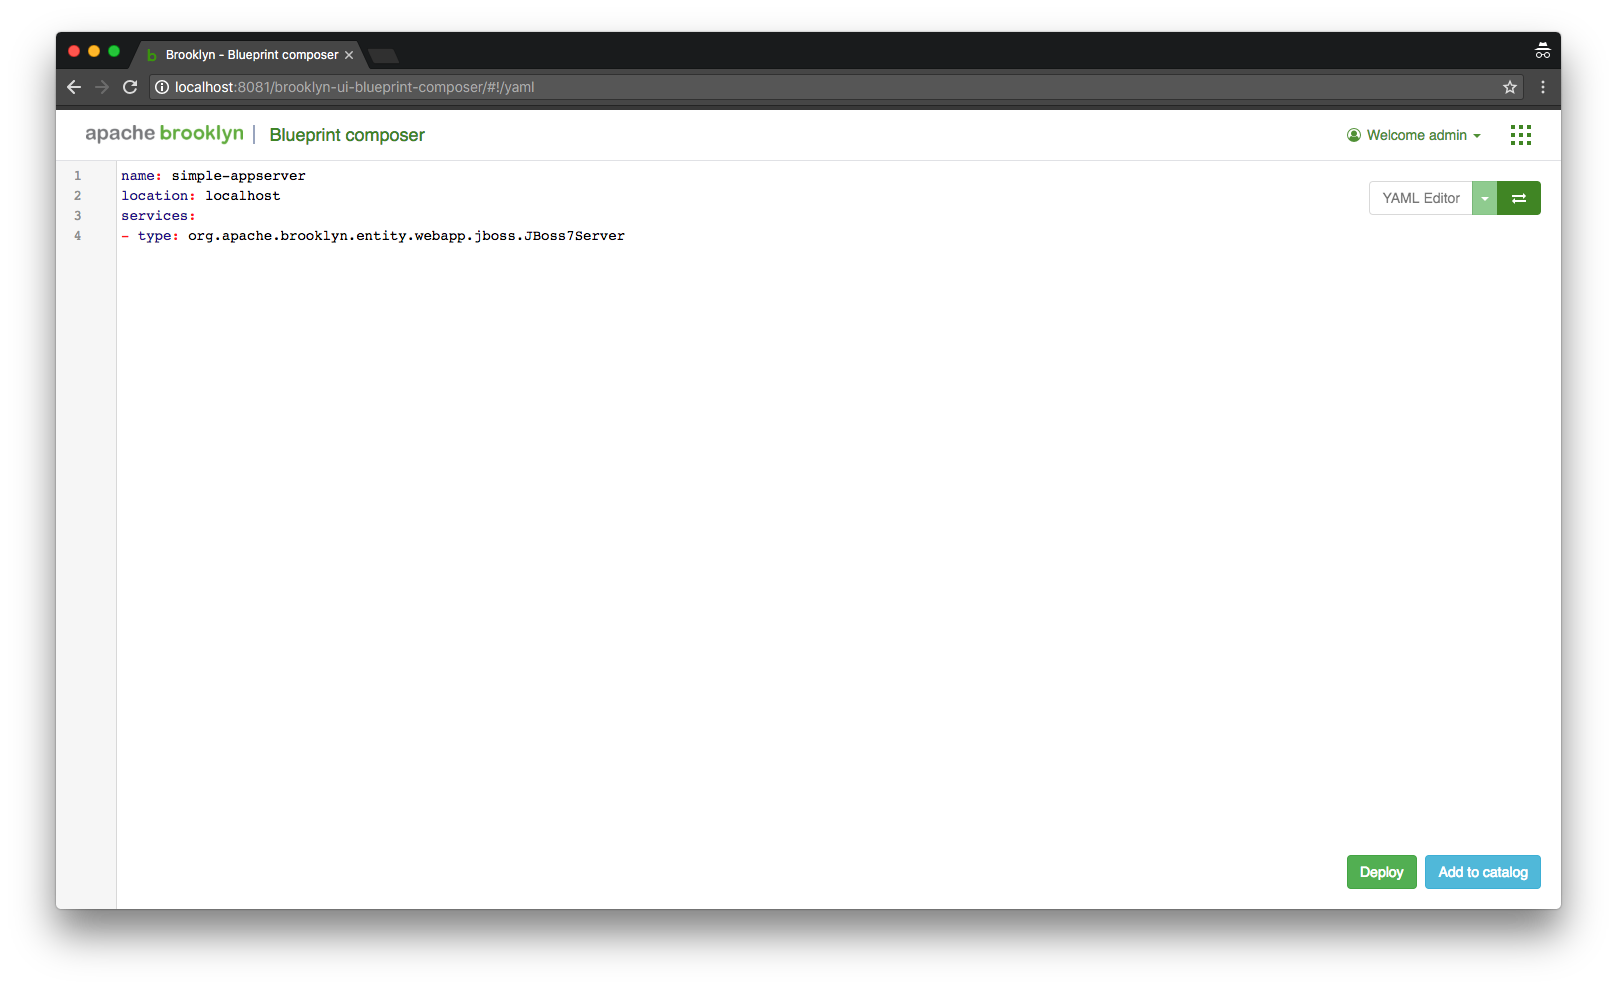 Brooklyn - Blueprint composer
localhost:8081/brooklyn-ui-blueprint-composer/#!/yaml
apache brooklyn | Blueprint composer
Welcome admin
YAML Editor
1 name: simple-appserver
2 location: localhost
3 services:
4 - type: org.apache.brooklyn.entity.webapp.jboss.JBoss7Server
Deploy
Add to catalog